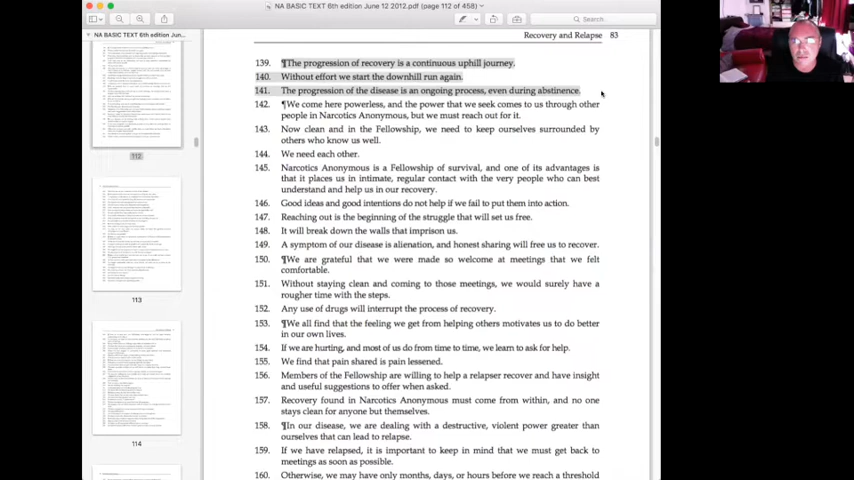 NA BASIC TEXT 6th edition June 12 2012.pdf (page 112 of 458)
Search
NA BASIC TEXT 6th edition Jun...
112
113
114
Recovery and Relapse 83
139. ¶The progression of recovery is a continuous uphill journey.
140. Without effort we start the downhill run again.
141. The progression of the disease is an ongoing process, even during abstinence.
142. ¶We come here powerless, and the power that we seek comes to us through other
people in Narcotics Anonymous, but we must reach out for it.
143. Now clean and in the Fellowship, we need to keep ourselves surrounded by
others who know us well.
144. We need each other.
145. Narcotics Anonymous is a Fellowship of survival, and one of its advantages is
that it places us in intimate, regular contact with the very people who can best
understand and help us in our recovery.
146. Good ideas and good intentions do not help if we fail to put them into action.
147. Reaching out is the beginning of the struggle that will set us free.
148. It will break down the walls that imprison us.
149. A symptom of our disease is alienation, and honest sharing will free us to recover.
150. ¶We are grateful that we were made so welcome at meetings that we felt
comfortable.
151. Without staying clean and coming to those meetings, we would surely have a
rougher time with the steps.
152. Any use of drugs will interrupt the process of recovery.
153. ¶We all find that the feeling we get from helping others motivates us to do better
in our own lives.
154. If we are hurting, and most of us do from time to time, we learn to ask for help.
155. We find that pain shared is pain lessened.
156. Members of the Fellowship are willing to help a relapser recover and have insight
and useful suggestions to offer when asked.
157. Recovery found in Narcotics Anonymous must come from within, and no one
stays clean for anyone but themselves.
158. ¶In our disease, we are dealing with a destructive, violent power greater than
ourselves that can lead to relapse.
159. If we have relapsed, it is important to keep in mind that we must get back to
meetings as soon as possible.
160. Otherwise, we may have only months, days, or hours before we reach a threshold